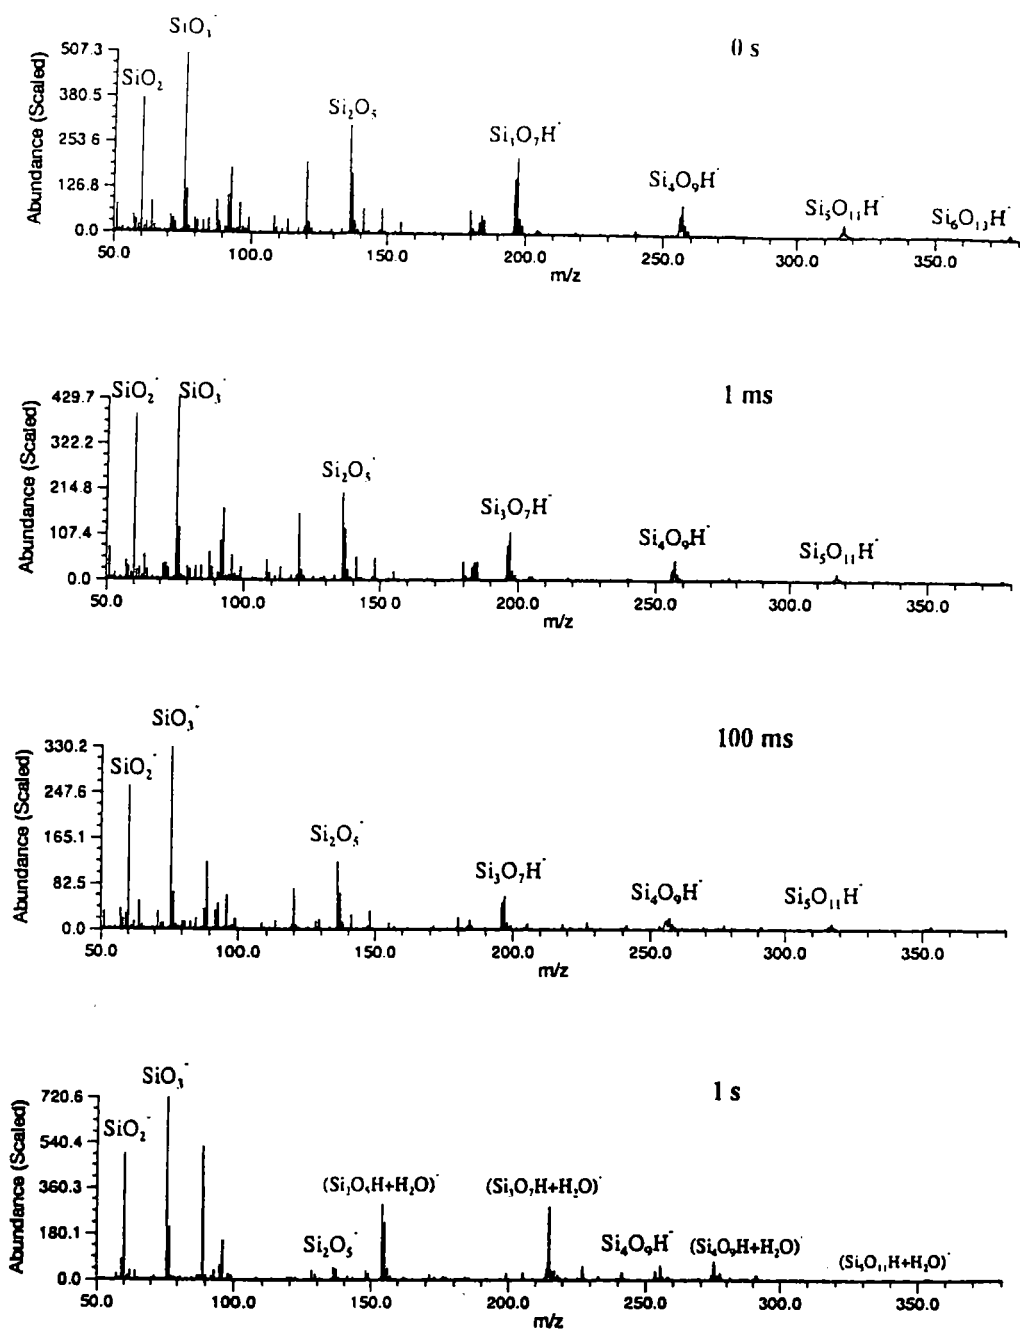 SiO₃⁻
0 s
507.3
SiO₂
380.5
Si₂O₅
253.6
Si₃O₇H⁻
126.8
Si₄O₉H⁻
Si₅O₁₁H⁻
Si₆O₁₃H⁻
0.0
Abundance (Scaled)
50.0 100.0 150.0 200.0 250.0 300.0 350.0
m/z
SiO₂⁻ SiO₃⁻
1 ms
429.7
322.2
Si₂O₅⁻
214.8
Si₃O₇H⁻
107.4
Si₄O₉H⁻
Si₅O₁₁H⁻
0.0
Abundance (Scaled)
50.0 100.0 150.0 200.0 250.0 300.0 350.0
m/z
SiO₃⁻
100 ms
330.2
SiO₂⁻
247.6
Si₂O₅⁻
165.1
Si₃O₇H⁻
82.5
Si₄O₉H⁻
Si₅O₁₁H⁻
0.0
Abundance (Scaled)
50.0 100.0 150.0 200.0 250.0 300.0 350.0
m/z
SiO₃⁻
1 s
720.6
SiO₂⁻
540.4
360.3
(Si₂O₅H+H₂O)⁻ (Si₃O₇H+H₂O)⁻
180.1
Si₂O₅⁻ Si₄O₉H⁻ (Si₄O₉H+H₂O)⁻
(Si₅O₁₁H+H₂O)⁻
0.0
Abundance (Scaled)
50.0 100.0 150.0 200.0 250.0 300.0 350.0
m/z